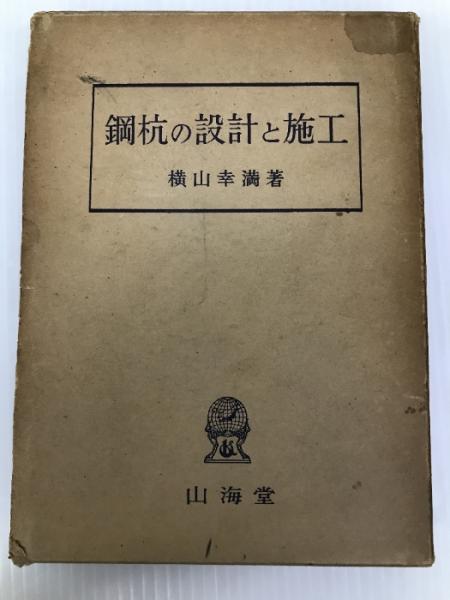 鋼杭の設計と施工
横山幸満著
山海堂